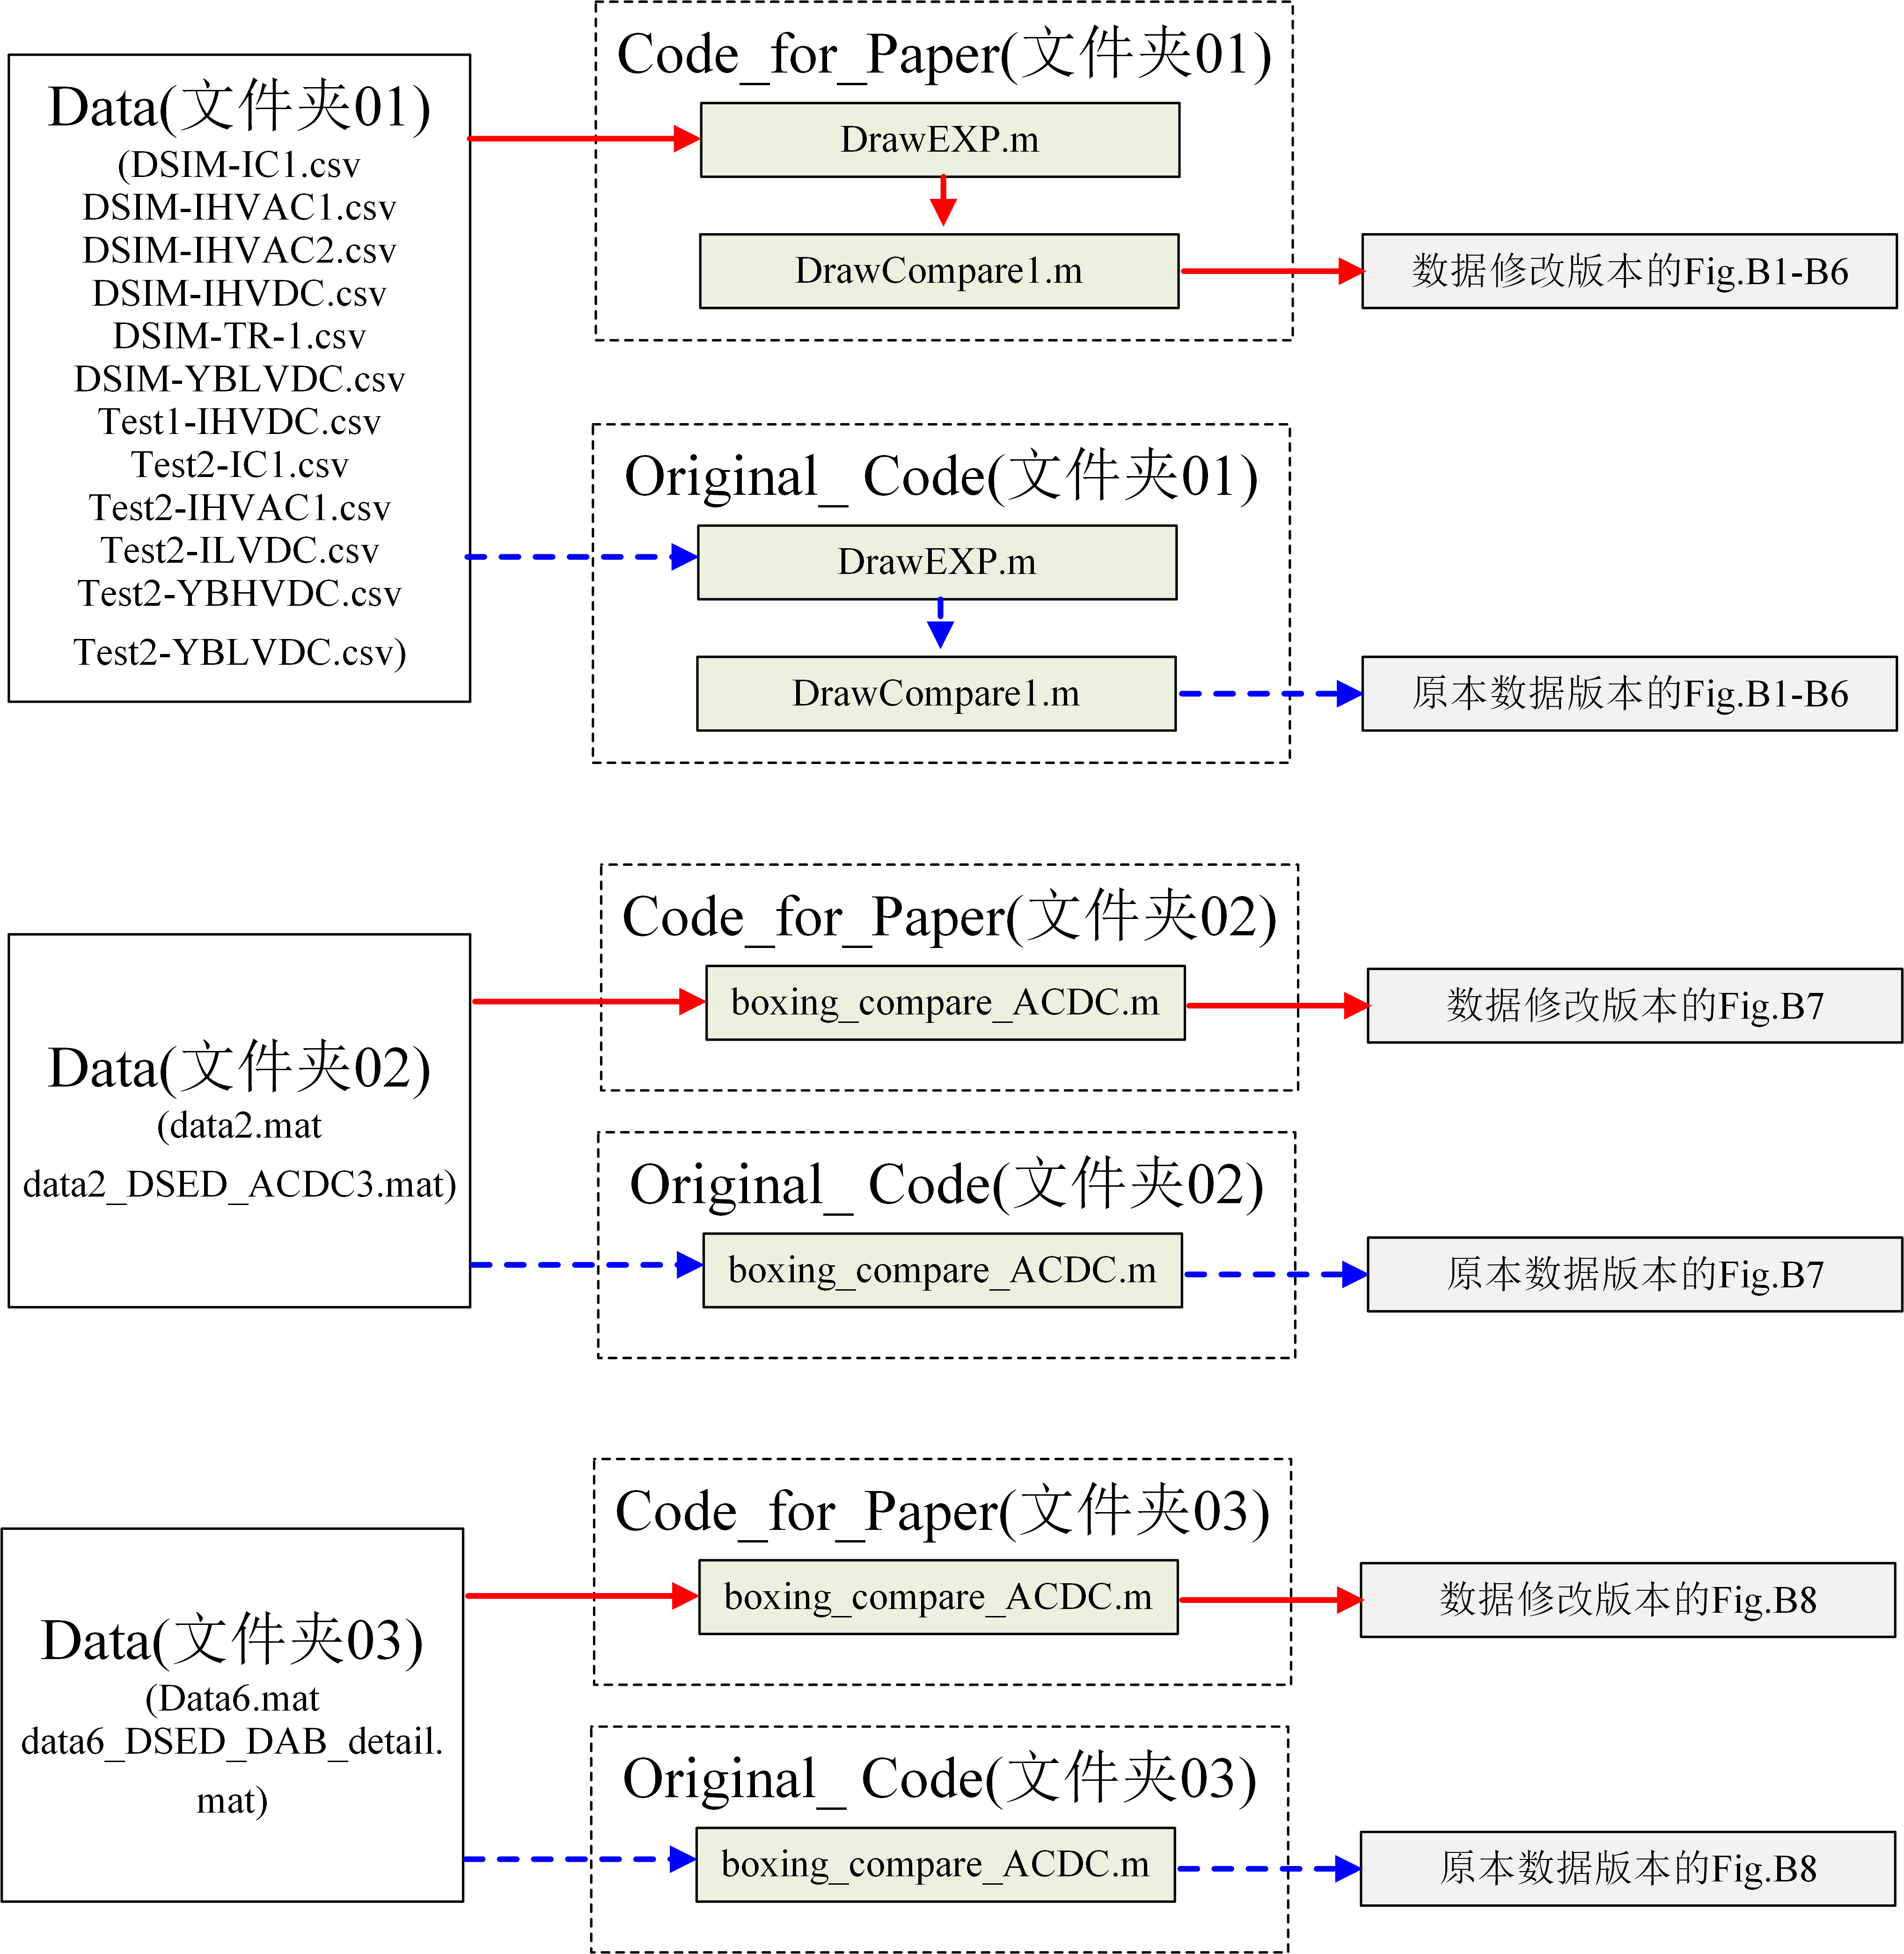 Data(文件夹01)
(DSIM-IC1.csv
DSIM-IHVAC1.csv
DSIM-IHVAC2.csv
DSIM-IHVDC.csv
DSIM-TR-1.csv
DSIM-YBLVDC.csv
Test1-IHVDC.csv
Test2-IC1.csv
Test2-IHVAC1.csv
Test2-ILVDC.csv
Test2-YBHVDC.csv
Test2-YBLVDC.csv)
Code_for_Paper(文件夹01)
DrawEXP.m
DrawCompare1.m
数据修改版本的Fig.B1-B6
Original_ Code(文件夹01)
DrawEXP.m
DrawCompare1.m
原本数据版本的Fig.B1-B6
Data(文件夹02)
(data2.mat
data2_DSED_ACDC3.mat)
Code_for_Paper(文件夹02)
boxing_compare_ACDC.m
数据修改版本的Fig.B7
Original_ Code(文件夹02)
boxing_compare_ACDC.m
原本数据版本的Fig.B7
Data(文件夹03)
(Data6.mat
data6_DSED_DAB_detail.
mat)
Code_for_Paper(文件夹03)
boxing_compare_ACDC.m
数据修改版本的Fig.B8
Original_ Code(文件夹03)
boxing_compare_ACDC.m
原本数据版本的Fig.B8